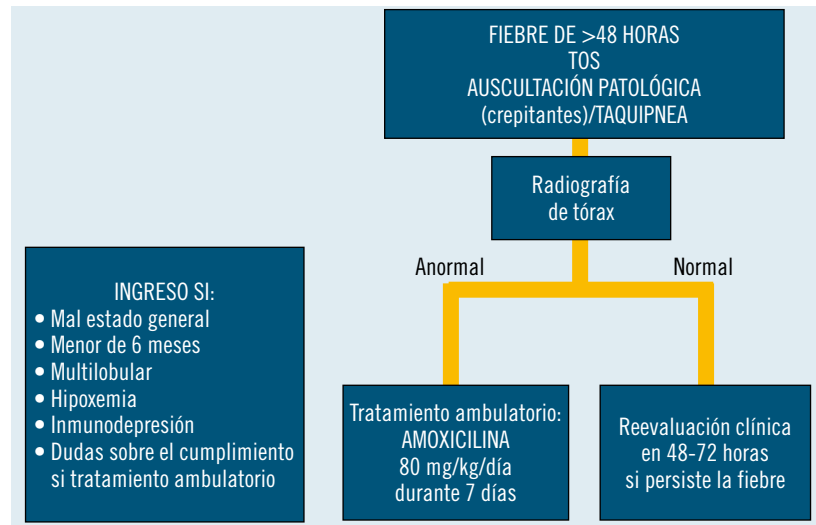 FIEBRE DE >48 HORAS
TOS
AUSCULTACIÓN PATOLÓGICA
(crepitantes)/TAQUIPNEA
Radiografía
de tórax
Anormal
Normal
INGRESO SI:
• Mal estado general
• Menor de 6 meses
• Multilobular
• Hipoxemia
• Inmunodepresión
• Dudas sobre el cumplimiento
si tratamiento ambulatorio
Tratamiento ambulatorio:
AMOXICILINA
80 mg/kg/día
durante 7 días
Reevaluación clínica
en 48-72 horas
si persiste la fiebre